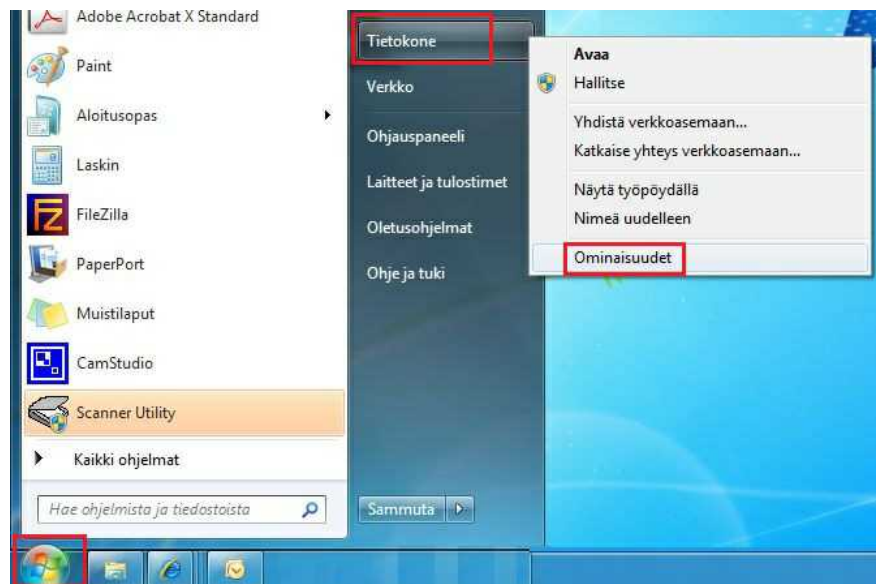 Adobe Acrobat X Standard
Paint
Aloitusopas
Laskin
FileZilla
PaperPort
Muistilaput
CamStudio
Scanner Utility
Kaikki ohjelmat
Hae ohjelmista ja tiedostoista
Tietokone
Verkko
Ohjauspaneeli
Laitteet ja tulostimet
Oletusohjelmat
Ohje ja tuki
Sammuta
Avaa
Hallitse
Yhdistä verkkoasemaan...
Katkaise yhteys verkkoasemaan...
Näytä työpöydällä
Nimeä uudelleen
Ominaisuudet